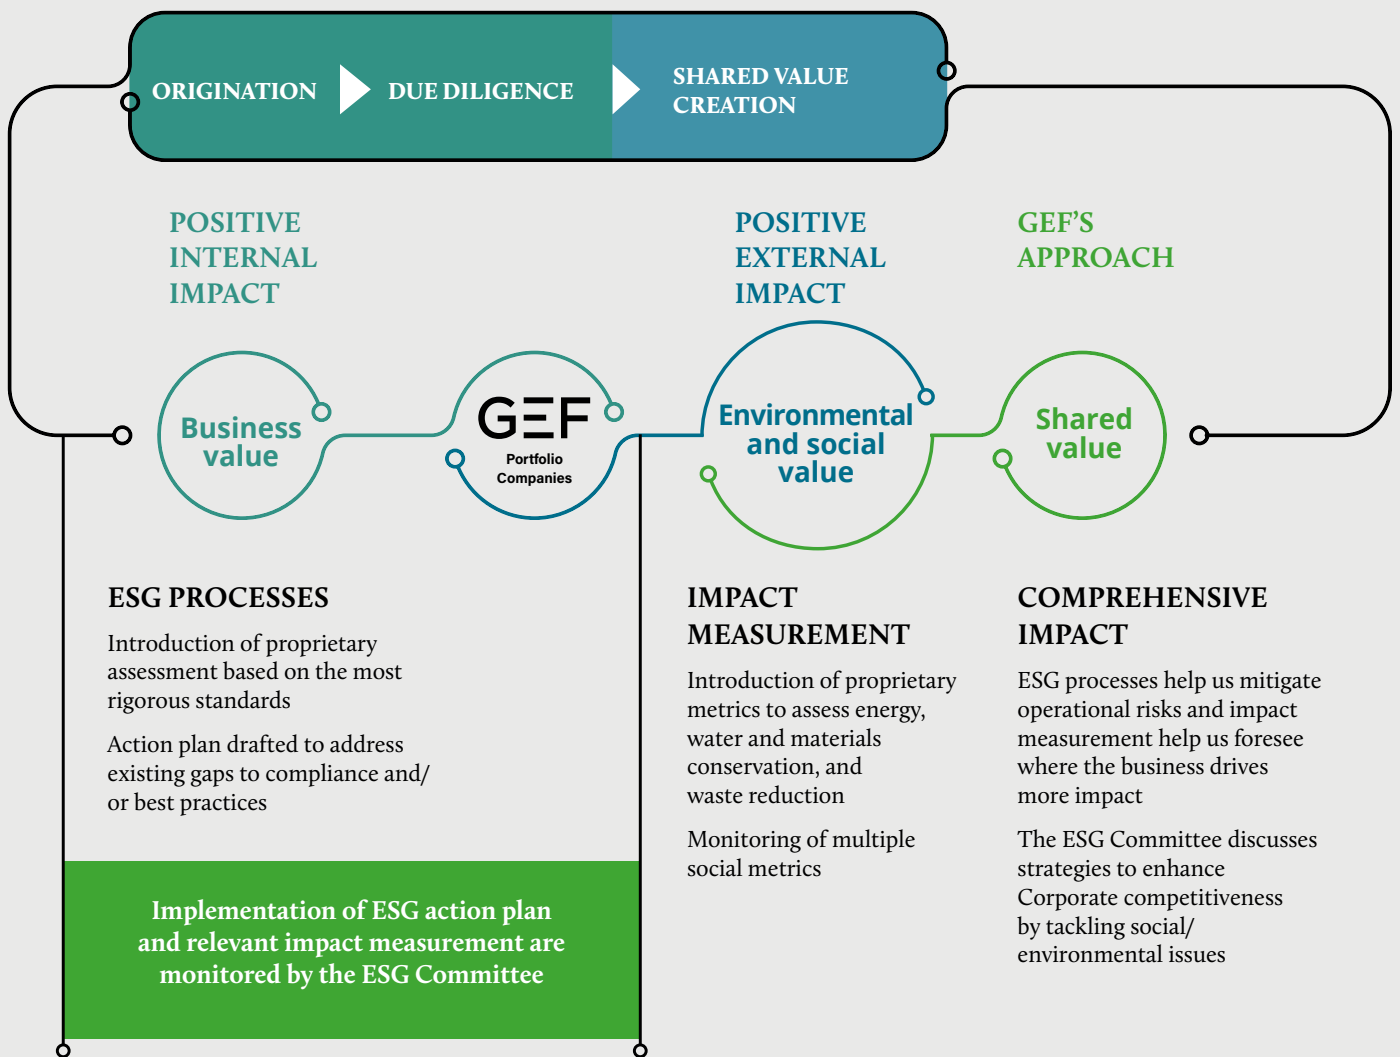 ORIGINATION
DUE DILIGENCE
SHARED VALUE
CREATION
POSITIVE
INTERNAL
IMPACT
POSITIVE
EXTERNAL
IMPACT
GEF’S
APPROACH
Business
value
GEF
Portfolio
Companies
Environmental
and social
value
Shared
value
ESG PROCESSES
Introduction of proprietary
assessment based on the most
rigorous standards
Action plan drafted to address
existing gaps to compliance and/
or best practices
Implementation of ESG action plan
and relevant impact measurement are
monitored by the ESG Committee
IMPACT
MEASUREMENT
Introduction of proprietary
metrics to assess energy,
water and materials
conservation, and
waste reduction
Monitoring of multiple
social metrics
COMPREHENSIVE
IMPACT
ESG processes help us mitigate
operational risks and impact
measurement help us foresee
where the business drives
more impact
The ESG Committee discusses
strategies to enhance
Corporate competitiveness
by tackling social/
environmental issues